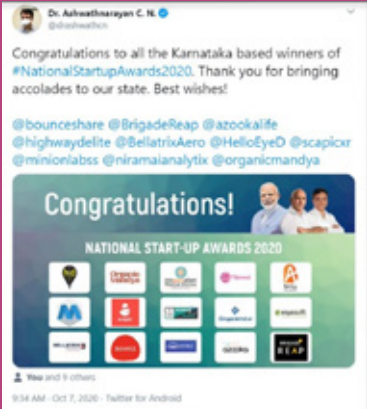 Dr. Ashwathnarayan C. N.
@drashwathcn
Congratulations to all the Karnataka based winners of
#NationalStartupAwards2020. Thank you for bringing
accolades to our state. Best wishes!
@bounceshare @BrigadeReap @azookalife
@highwaydelite @BellatrixAero @HelloEyeD @scapicxr
@minionlabss @niramaianalytix @organicmandya
Congratulations!
NATIONAL START-UP AWARDS 2020
Organic Mandya
BOUNCE
REAP
You and 9 others
9:34 AM · Oct 7, 2020 · Twitter for Android